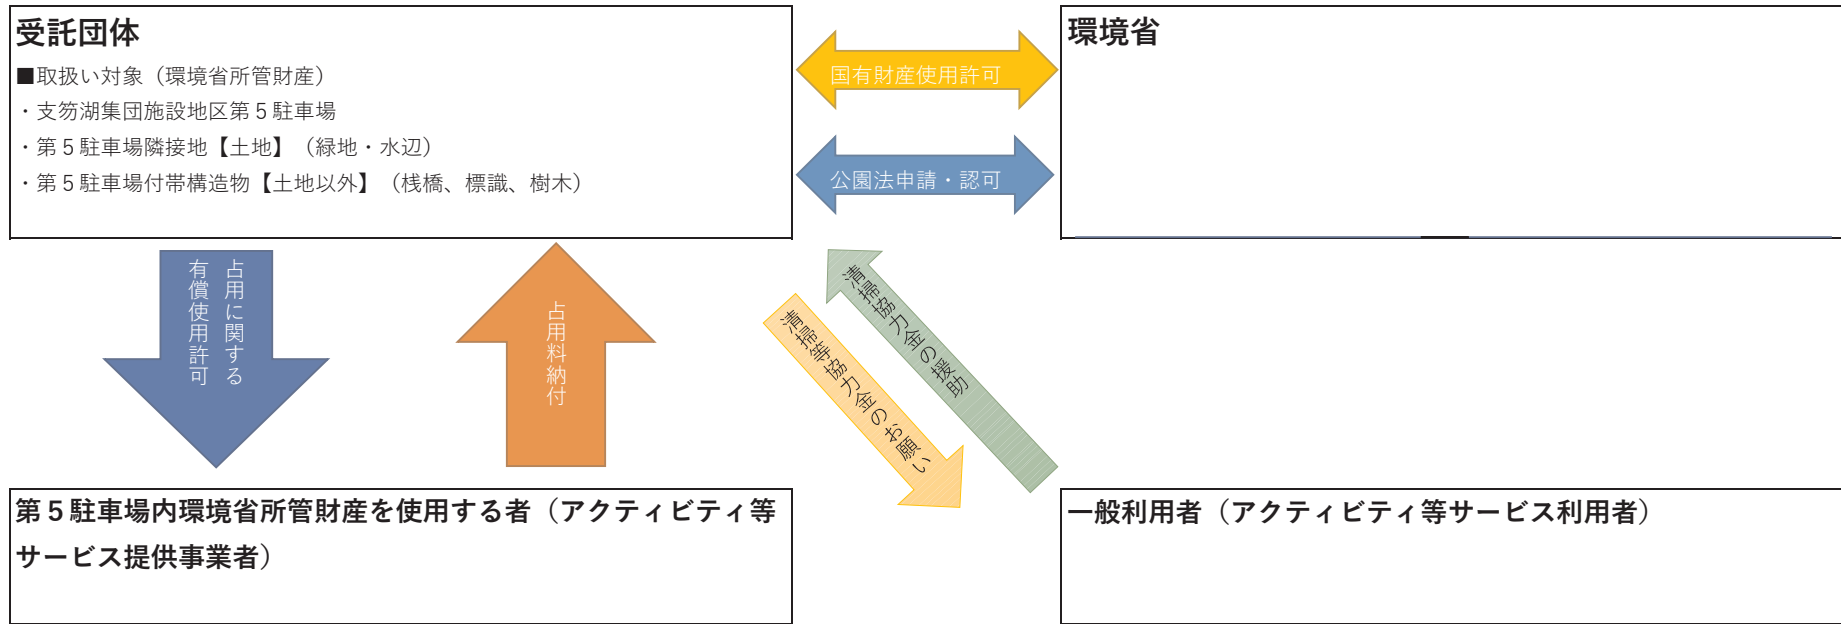 受託団体
■取扱い対象（環境省所管財産）
・支笏湖集団施設地区第５駐車場
・第５駐車場隣接地【土地】（緑地・水辺）
・第５駐車場付帯構造物【土地以外】（桟橋、標識、樹木）
国有財産使用許可
公園法申請・認可
環境省
占用に関する
有償使用許可
占用料納付
清掃等協力金のお願い
清掃協力金の援助
第５駐車場内環境省所管財産を使用する者（アクティビティ等
サービス提供事業者）
一般利用者（アクティビティ等サービス利用者）